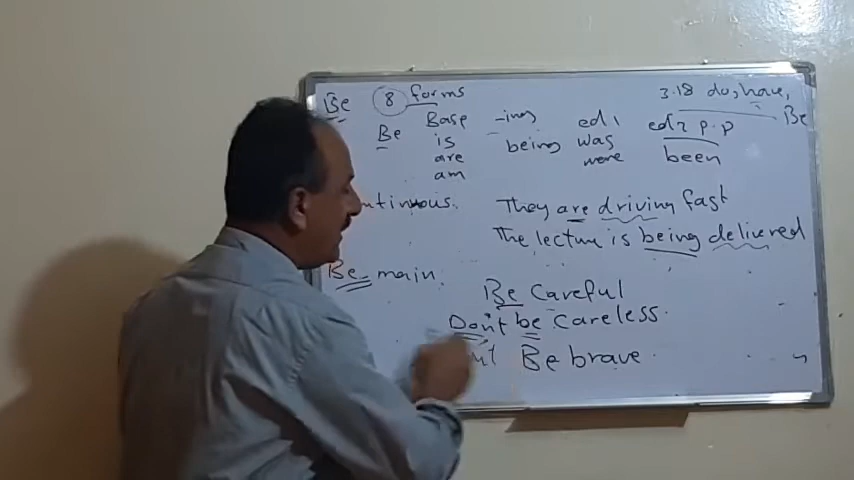 Be 8 forms 3.18 do, have, Be
Be Base -ing ed1 ed2 p.p
is being was been
are were
am
ntinuous. They are driving fast
The lecture is being delivered
Be main
Be Careful
Don't be careless.
Be brave.